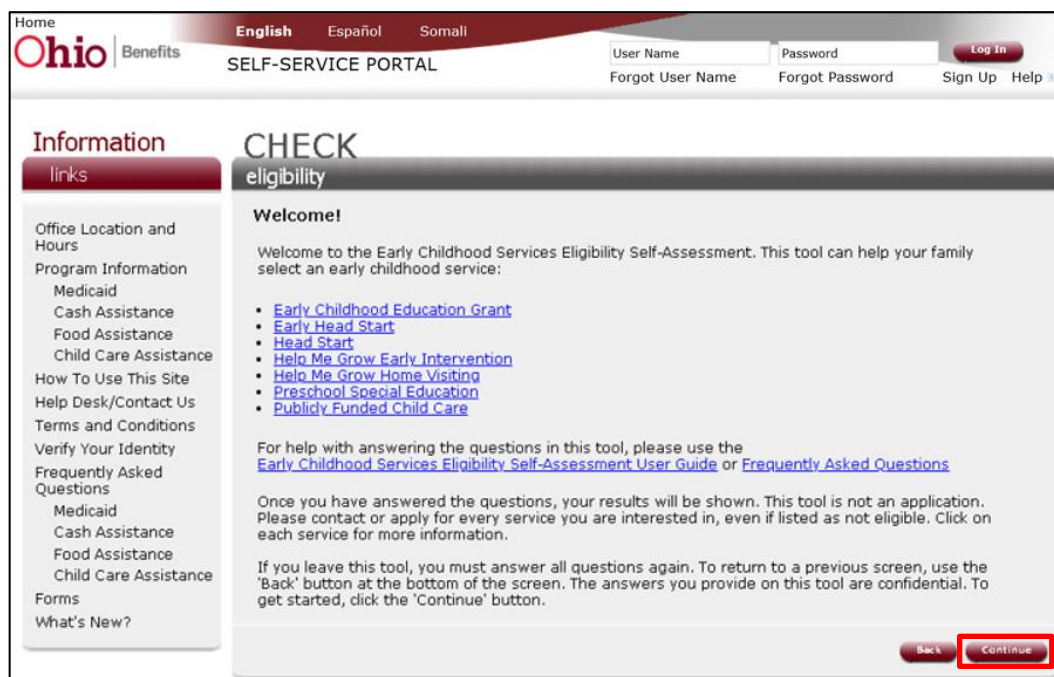 Home
Ohio Benefits
English Español Somali
SELF-SERVICE PORTAL
User Name Password Log In
Forgot User Name Forgot Password Sign Up Help
Information
links
Office Location and
Hours
Program Information
Medicaid
Cash Assistance
Food Assistance
Child Care Assistance
How To Use This Site
Help Desk/Contact Us
Terms and Conditions
Verify Your Identity
Frequently Asked
Questions
Medicaid
Cash Assistance
Food Assistance
Child Care Assistance
Forms
What's New?
CHECK
eligibility
Welcome!
Welcome to the Early Childhood Services Eligibility Self-Assessment. This tool can help your family
select an early childhood service:
• Early Childhood Education Grant
• Early Head Start
• Head Start
• Help Me Grow Early Intervention
• Help Me Grow Home Visiting
• Preschool Special Education
• Publicly Funded Child Care
For help with answering the questions in this tool, please use the
Early Childhood Services Eligibility Self-Assessment User Guide or Frequently Asked Questions
Once you have answered the questions, your results will be shown. This tool is not an application.
Please contact or apply for every service you are interested in, even if listed as not eligible. Click on
each service for more information.
If you leave this tool, you must answer all questions again. To return to a previous screen, use the
'Back' button at the bottom of the screen. The answers you provide on this tool are confidential. To
get started, click the 'Continue' button.
Back Continue